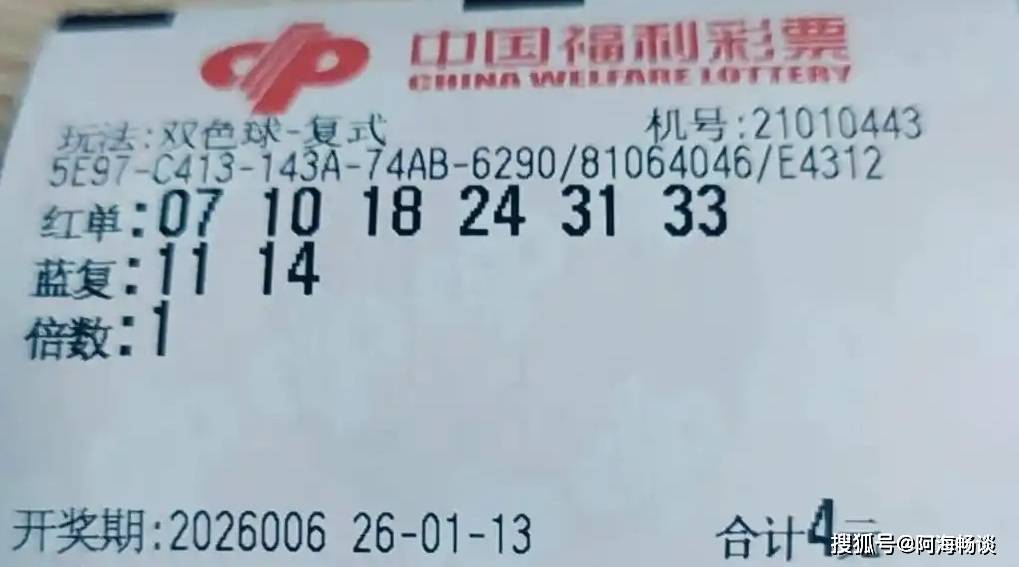 中国福利彩票
CHINA WELFARE LOTTERY
玩法:双色球-复式 机号:21010443
5E97-C413-143A-74AB-6290/81064046/E4312
红单:07 10 18 24 31 33
蓝复:11 14
倍数:1
开奖期:2026006 26-01-13 合计4元
搜狐号@阿海畅谈